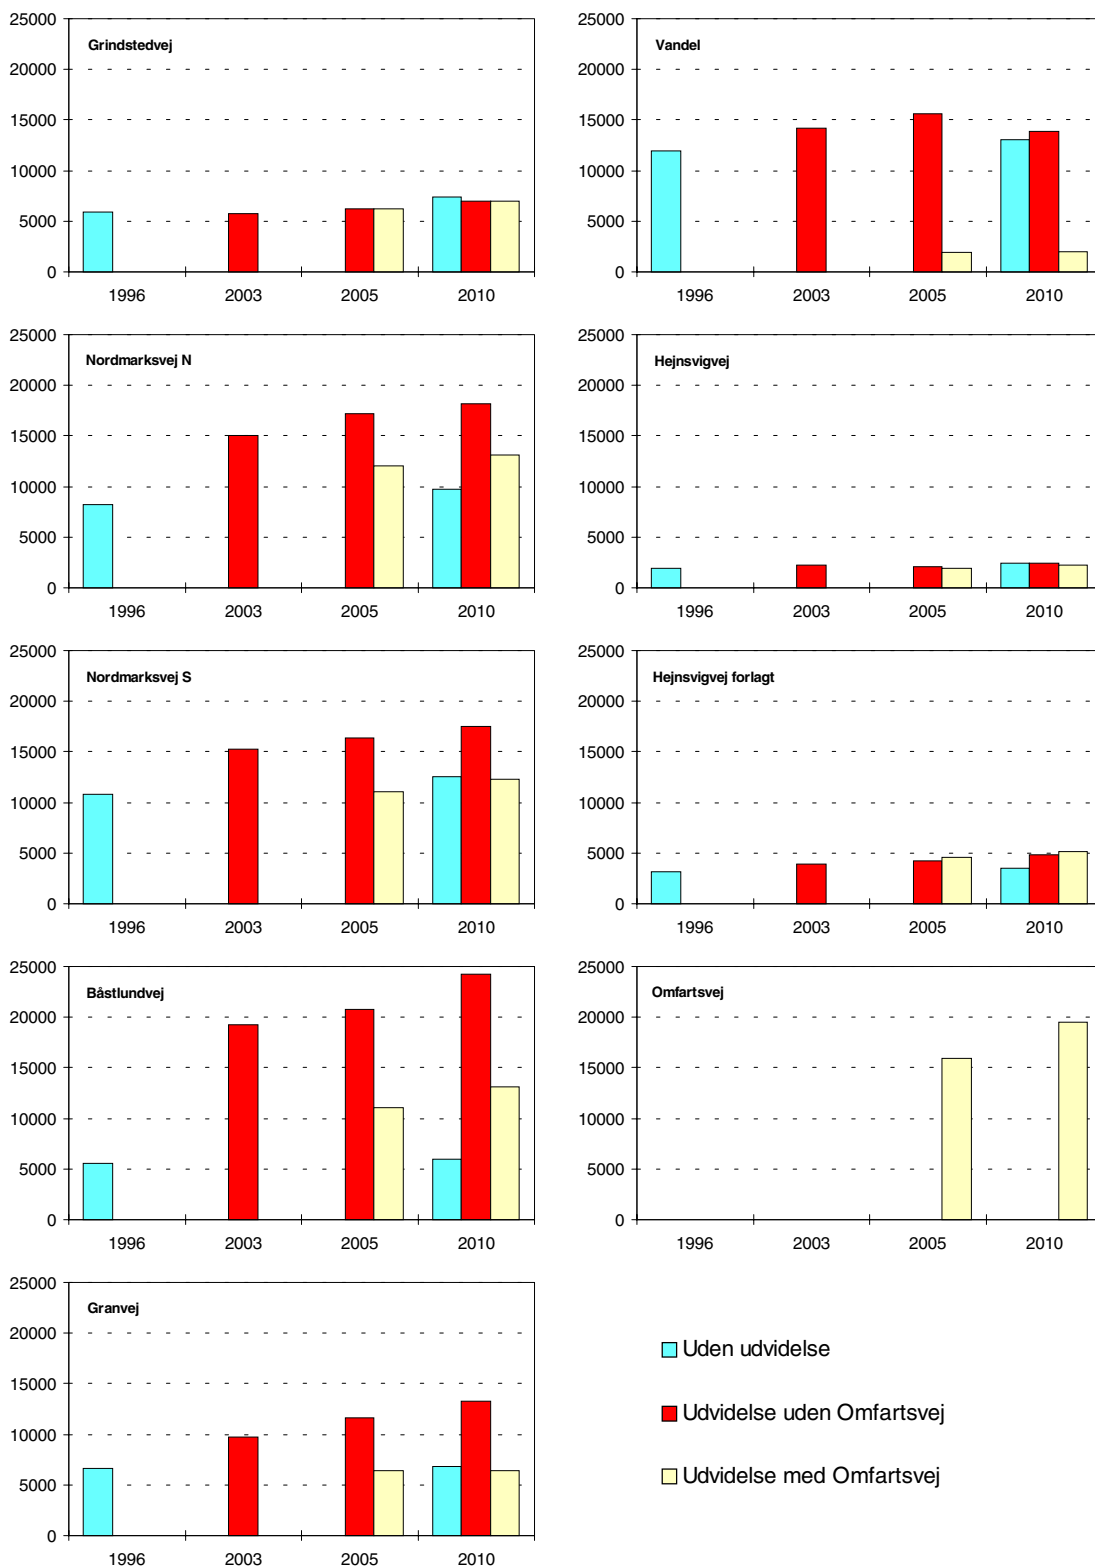 Grindstedvej
25000
20000
15000
10000
5000
0
1996 2003 2005 2010
Vandel
25000
20000
15000
10000
5000
0
1996 2003 2005 2010
Nordmarksvej N
25000
20000
15000
10000
5000
0
1996 2003 2005 2010
Hejnsvigvej
25000
20000
15000
10000
5000
0
1996 2003 2005 2010
Nordmarksvej S
25000
20000
15000
10000
5000
0
1996 2003 2005 2010
Hejnsvigvej forlagt
25000
20000
15000
10000
5000
0
1996 2003 2005 2010
Båstlundvej
25000
20000
15000
10000
5000
0
1996 2003 2005 2010
Omfartsvej
25000
20000
15000
10000
5000
0
1996 2003 2005 2010
Granvej
25000
20000
15000
10000
5000
0
1996 2003 2005 2010
Uden udvidelse
Udvidelse uden Omfartsvej
Udvidelse med Omfartsvej